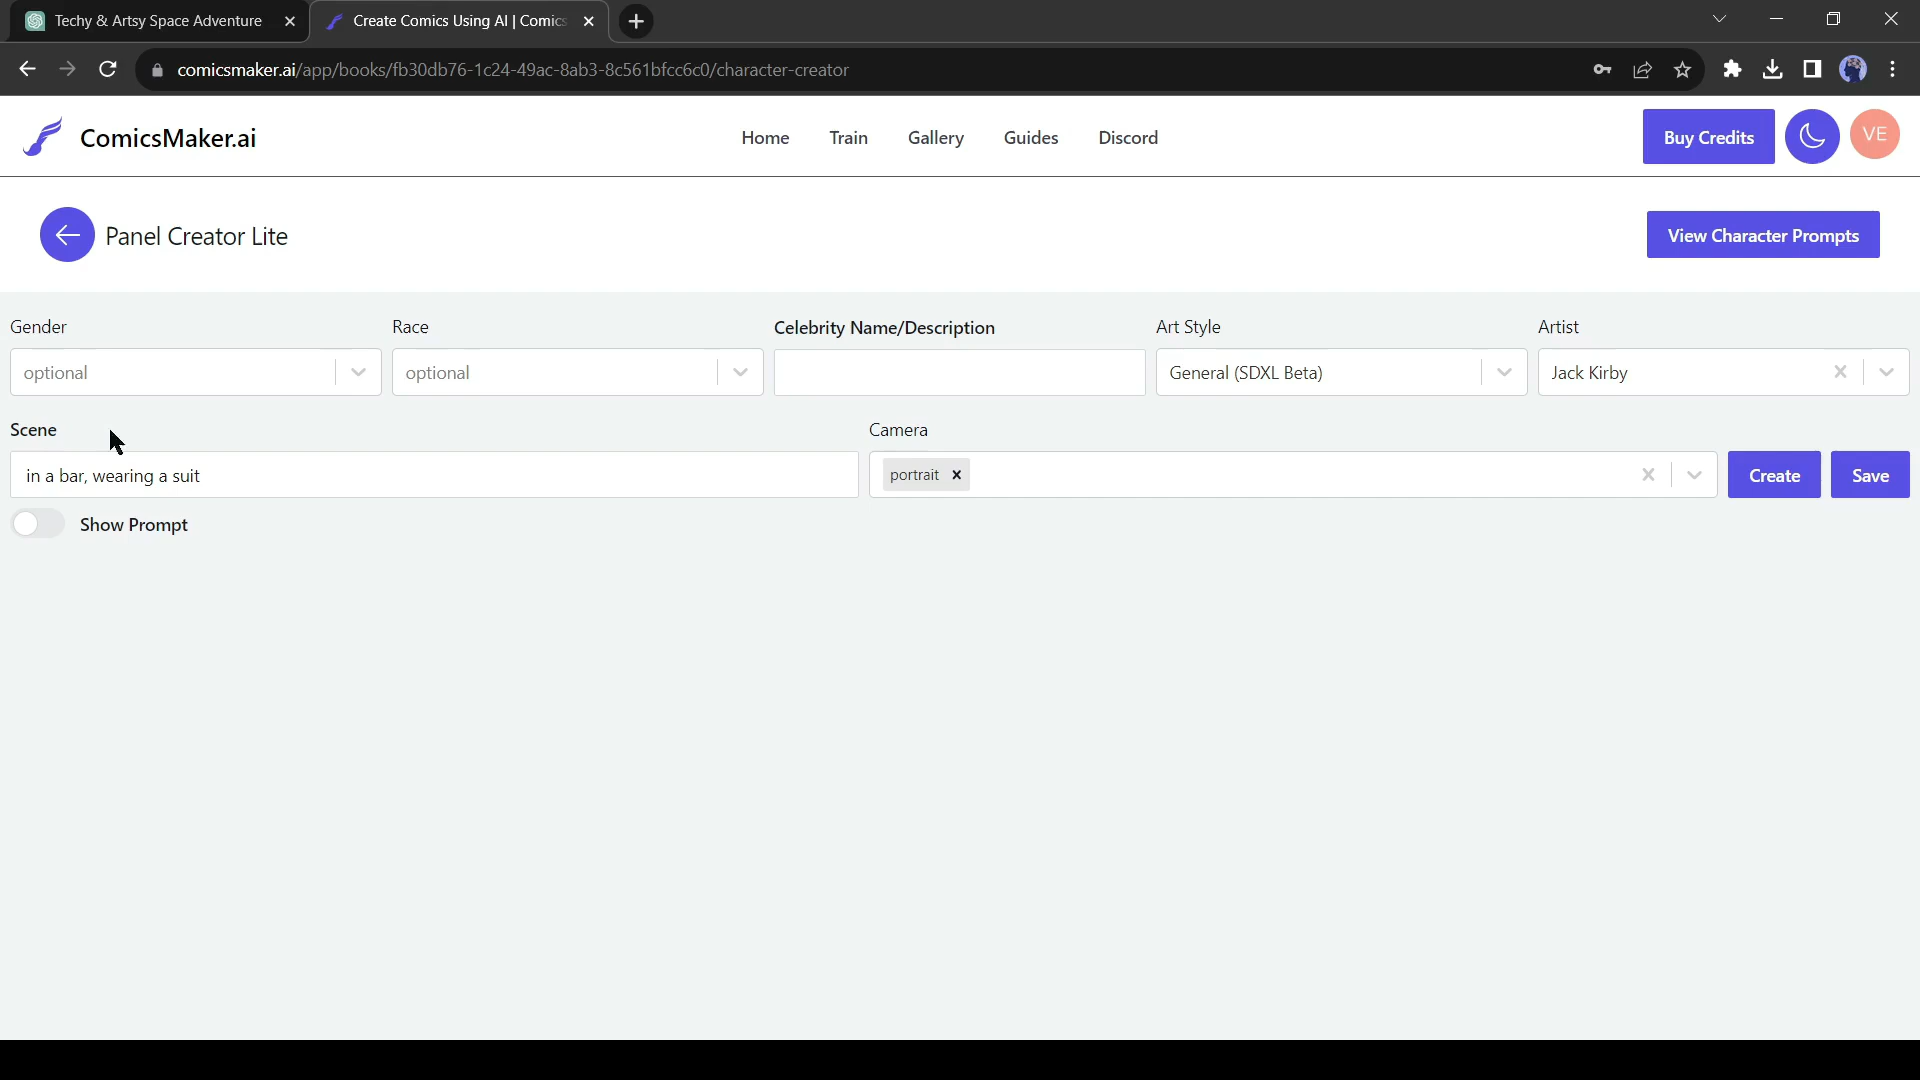 Techy & Artsy Space Adventure
Create Comics Using AI | Comics
comicsmaker.ai/app/books/fb30db76-1c24-49ac-8ab3-8c561bfcc6c0/character-creator
ComicsMaker.ai
Home Train Gallery Guides Discord
Buy Credits
VE
Panel Creator Lite
View Character Prompts
Gender Race Celebrity Name/Description Art Style Artist
optional optional General (SDXL Beta) Jack Kirby
Scene Camera
in a bar, wearing a suit portrait Create Save
Show Prompt